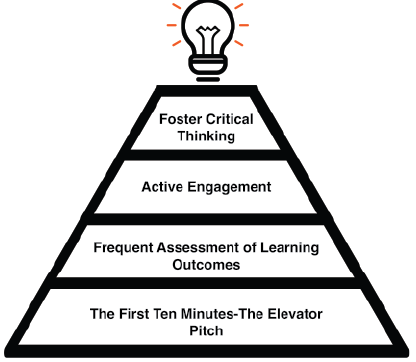 Foster Critical
Thinking
Active Engagement
Frequent Assessment of Learning
Outcomes
The First Ten Minutes-The Elevator
Pitch